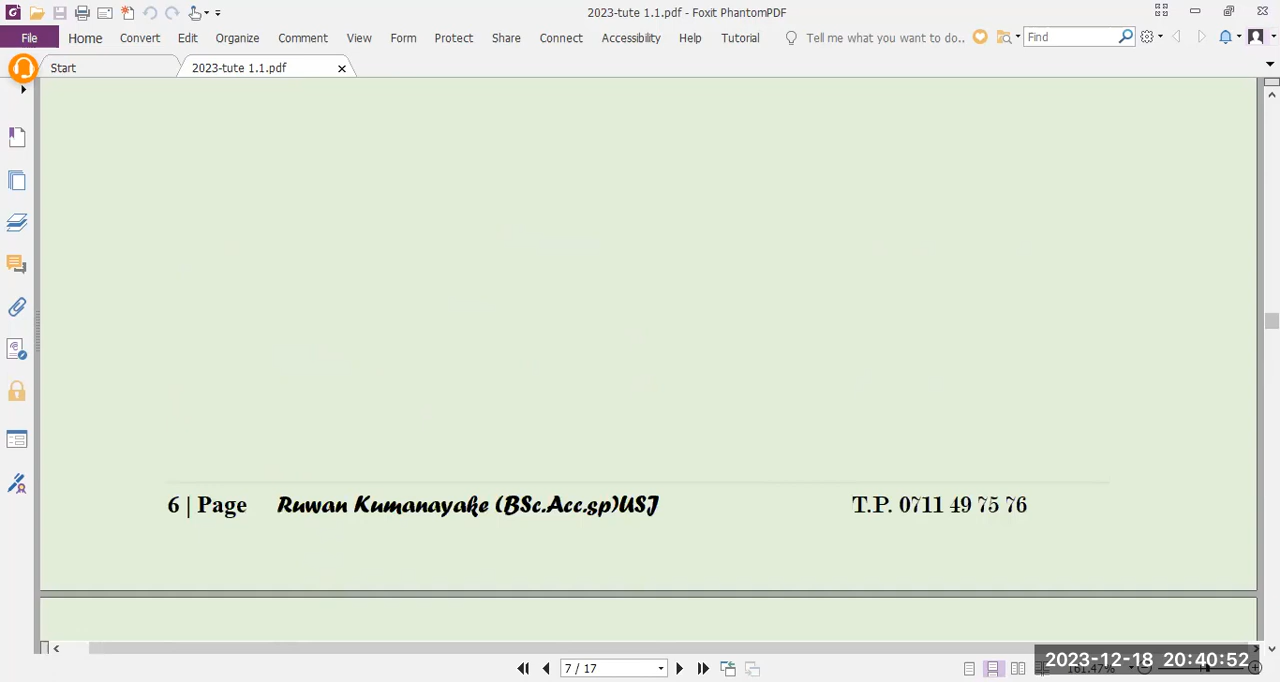 2023-tute 1.1.pdf - Foxit PhantomPDF
File Home Convert Edit Organize Comment View Form Protect Share Connect Accessibility Help Tutorial Tell me what you want to do.. Find
Start 2023-tute 1.1.pdf
6 | Page Ruwan Kumanayake (BSc.Acc.sp)USJ T.P. 0711 49 75 76
7 / 17 161.47%
2023-12-18 20:40:52